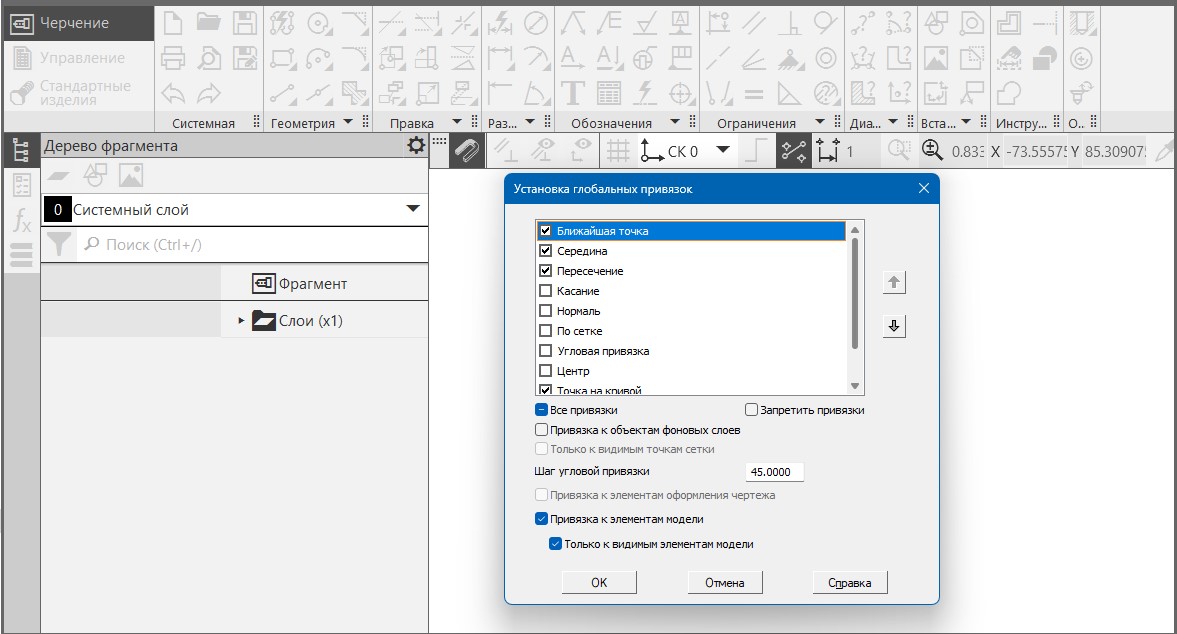 Черчение
Управление
Стандартные
изделия
Системная
Геометрия
Правка
Раз...
Обозначения
Ограничения
Диа...
Вста...
Инстру...
О...
Дерево фрагмента
СК 0
1
0.833
X
-73.5557
Y
85.309075
0
Системный слой
Поиск (Ctrl+/)
Фрагмент
Слои (x1)
Установка глобальных привязок
Ближайшая точка
Середина
Пересечение
Касание
Нормаль
По сетке
Угловая привязка
Центр
Точка на кривой
Все привязки
Запретить привязки
Привязка к объектам фоновых слоев
Только к видимым точкам сетки
Шаг угловой привязки
45.0000
Привязка к элементам оформления чертежа
Привязка к элементам модели
Только к видимым элементам модели
OK
Отмена
Справка